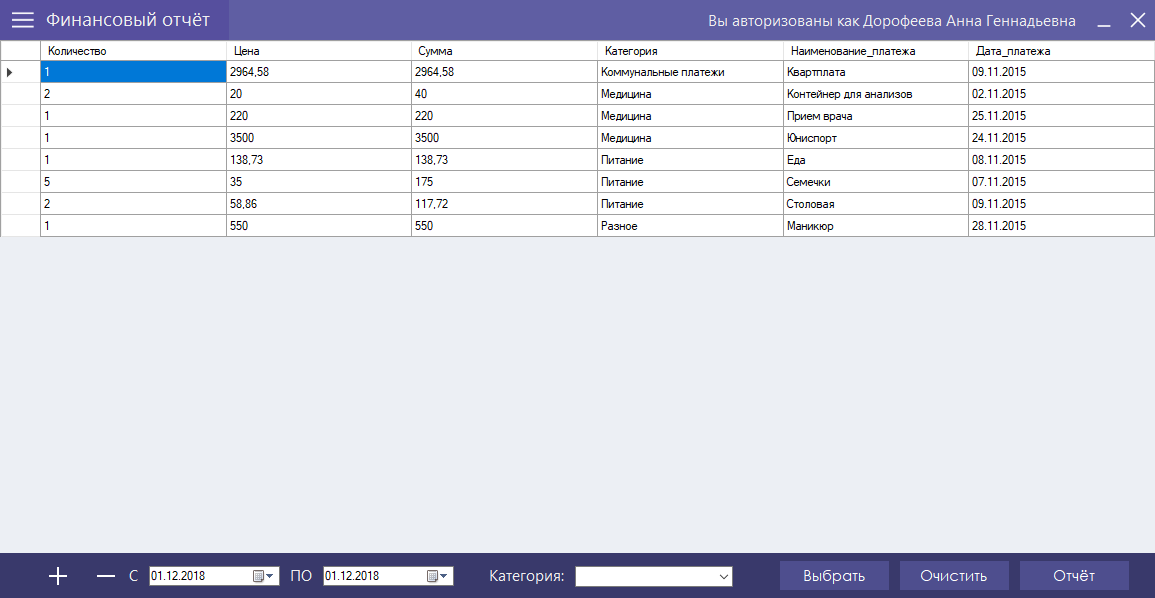 Финансовый отчёт Вы авторизованы как Дорофеева Анна Геннадьевна
Количество Цена Сумма Категория Наименование_платежа Дата_платежа
1 2964,58 2964,58 Коммунальные платежи Квартплата 09.11.2015
2 20 40 Медицина Контейнер для анализов 02.11.2015
1 220 220 Медицина Прием врача 25.11.2015
1 3500 3500 Медицина Юниспорт 24.11.2015
1 138,73 138,73 Питание Еда 08.11.2015
5 35 175 Питание Семечки 07.11.2015
2 58,86 117,72 Питание Столовая 09.11.2015
1 550 550 Разное Маникюр 28.11.2015
С 01.12.2018 ПО 01.12.2018 Категория: Выбрать Очистить Отчёт